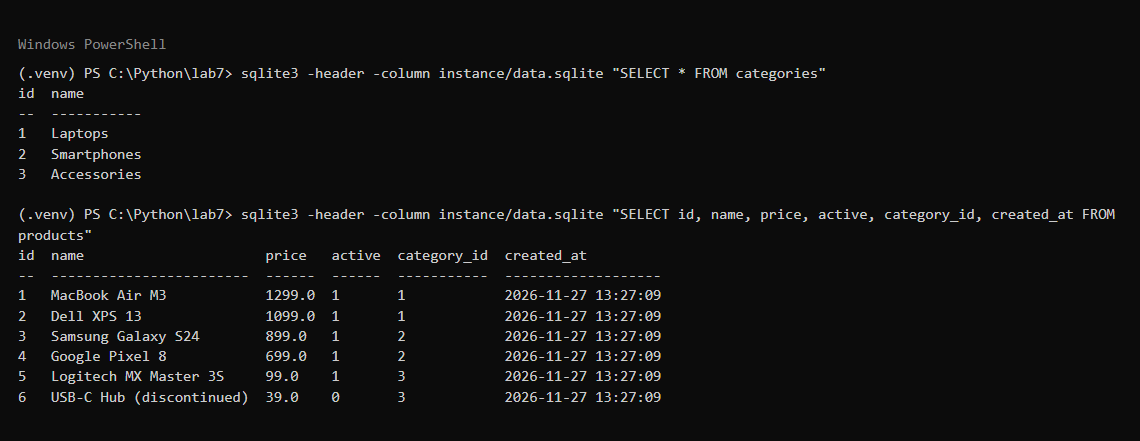 Windows PowerShell
(.venv) PS C:\Python\lab7> sqlite3 -header -column instance/data.sqlite "SELECT * FROM categories"
id  name
--  -----------
1   Laptops
2   Smartphones
3   Accessories
(.venv) PS C:\Python\lab7> sqlite3 -header -column instance/data.sqlite "SELECT id, name, price, active, category_id, created_at FROM
products"
id  name                      price   active  category_id  created_at
--  ------------------------  ------  ------  -----------  -------------------
1   MacBook Air M3            1299.0  1       1            2026-11-27 13:27:09
2   Dell XPS 13               1099.0  1       1            2026-11-27 13:27:09
3   Samsung Galaxy S24        899.0   1       2            2026-11-27 13:27:09
4   Google Pixel 8            699.0   1       2            2026-11-27 13:27:09
5   Logitech MX Master 3S     99.0    1       3            2026-11-27 13:27:09
6   USB-C Hub (discontinued)  39.0    0       3            2026-11-27 13:27:09